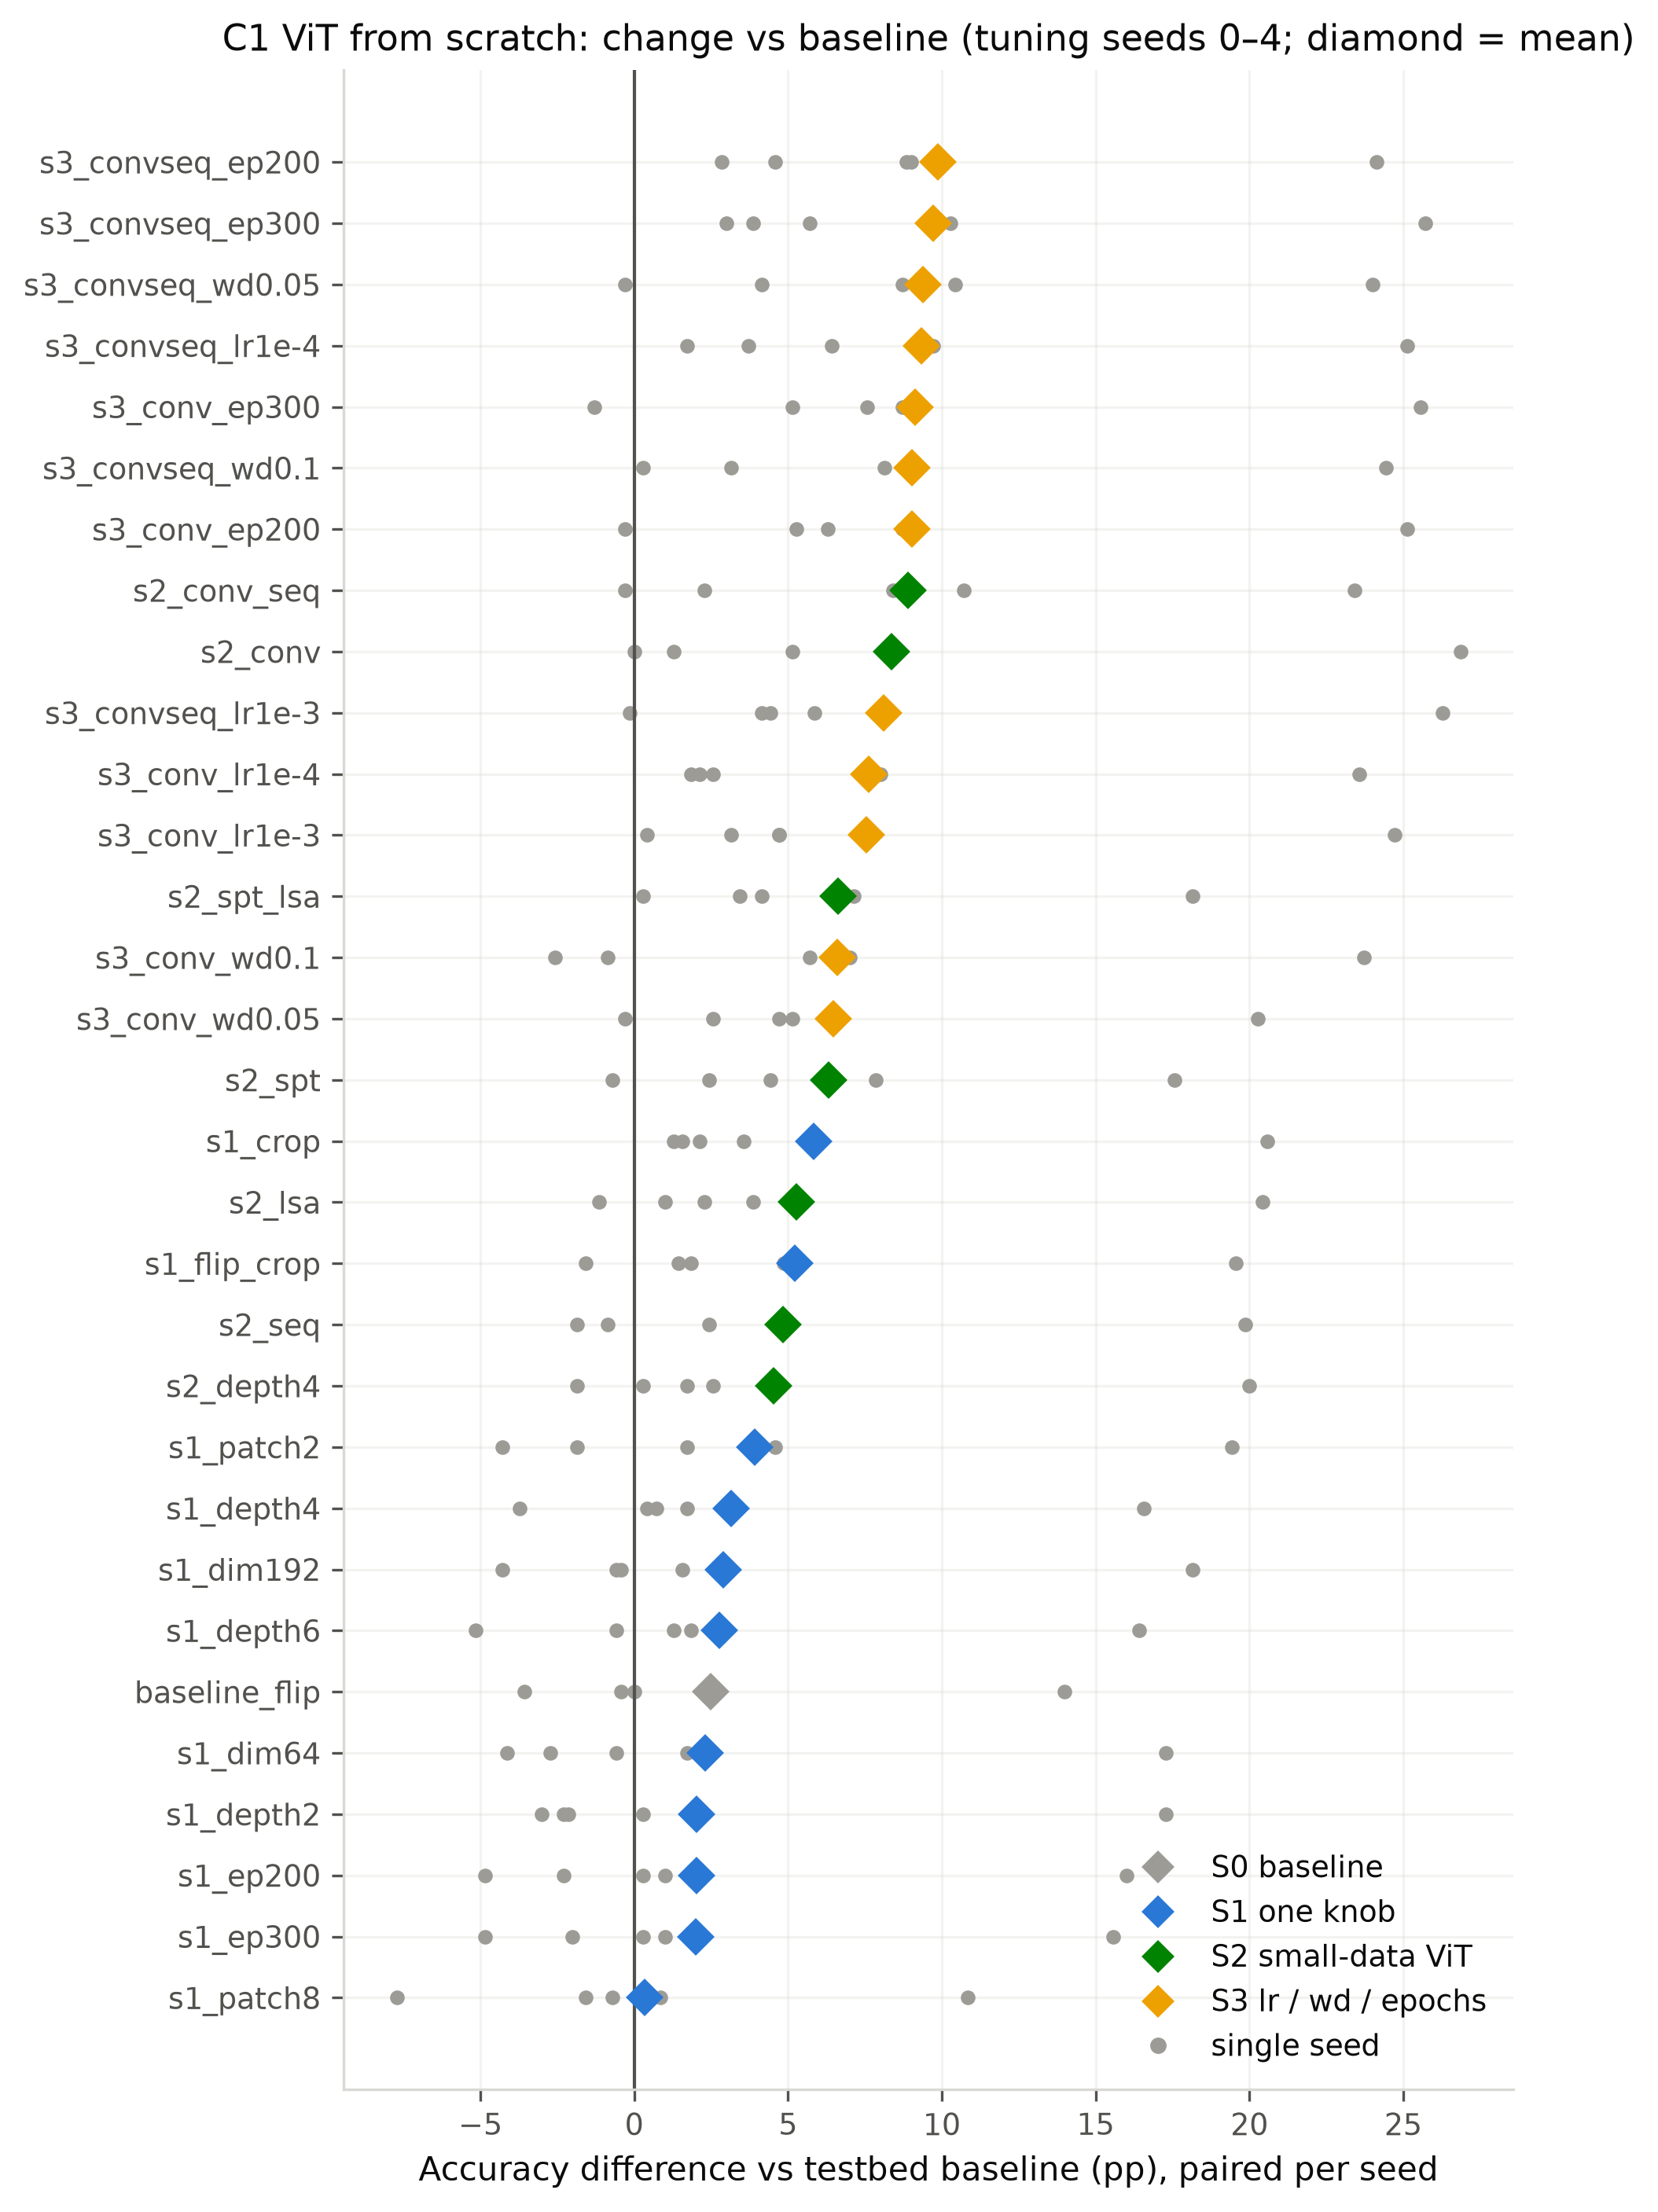 C1 ViT from scratch: change vs baseline (tuning seeds 0–4; diamond = mean)
s3_convseq_ep200
s3_convseq_ep300
s3_convseq_wd0.05
s3_convseq_lr1e-4
s3_conv_ep300
s3_convseq_wd0.1
s3_conv_ep200
s2_conv_seq
s2_conv
s3_convseq_lr1e-3
s3_conv_lr1e-4
s3_conv_lr1e-3
s2_spt_lsa
s3_conv_wd0.1
s3_conv_wd0.05
s2_spt
s1_crop
s2_lsa
s1_flip_crop
s2_seq
s2_depth4
s1_patch2
s1_depth4
s1_dim192
s1_depth6
baseline_flip
s1_dim64
s1_depth2
s1_ep200
s1_ep300
s1_patch8
S0 baseline
S1 one knob
S2 small-data ViT
S3 lr / wd / epochs
single seed
−5 0 5 10 15 20 25
Accuracy difference vs testbed baseline (pp), paired per seed